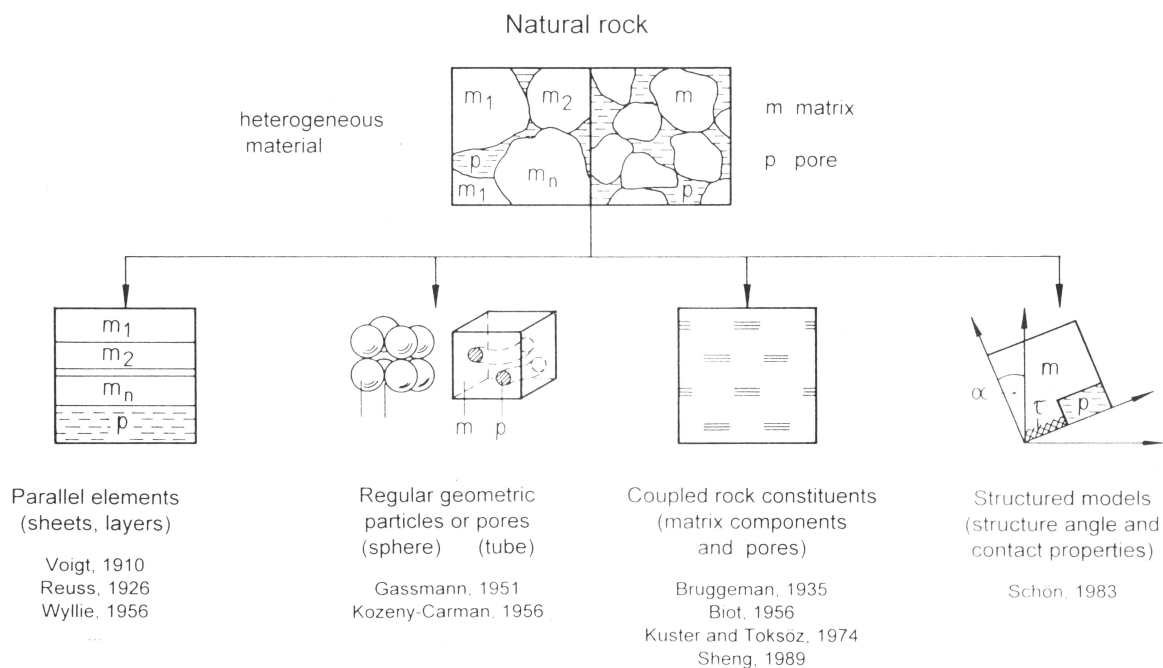 Natural rock
heterogeneous
material
m₁
m₂
p
m₁
mₙ
m
p
m matrix
p pore
m₁
m₂
mₙ
p
m p
α
m
τ
p
Parallel elements
(sheets, layers)
Voigt, 1910
Reuss, 1926
Wyllie, 1956
...
Regular geometric
particles or pores
(sphere) (tube)
Gassmann, 1951
Kozeny-Carman, 1956
Coupled rock constituents
(matrix components
and pores)
Bruggeman, 1935
Biot, 1956
Kuster and Toksöz, 1974
Sheng, 1989
Structured models
(structure angle and
contact properties)
Schön, 1983